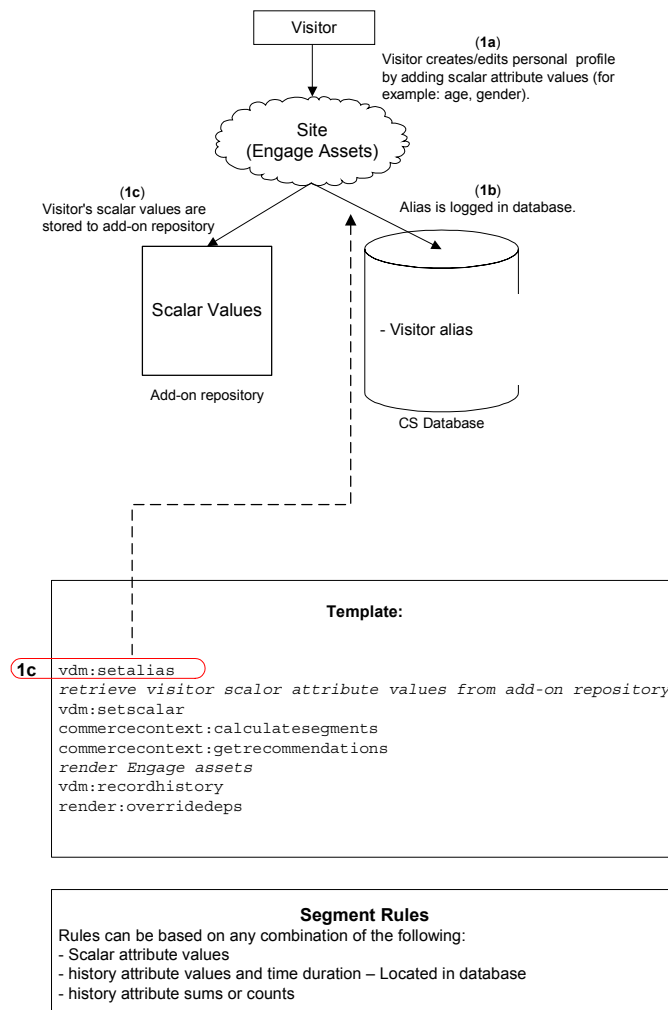 Visitor
(1a)
Visitor creates/edits personal profile
by adding scalar attribute values (for
example: age, gender).
Site
(Engage Assets)
(1c)
Visitor's scalar values are
stored to add-on repository
(1b)
Alias is logged in database.
Scalar Values
- Visitor alias
Add-on repository
CS Database
Template:
1c vdm:setalias
retrieve visitor scalor attribute values from add-on repository
vdm:setscalar
commercecontext:calculatesegments
commercecontext:getrecommendations
render Engage assets
vdm:recordhistory
render:overridedeps
Segment Rules
Rules can be based on any combination of the following:
- Scalar attribute values
- history attribute values and time duration – Located in database
- history attribute sums or counts